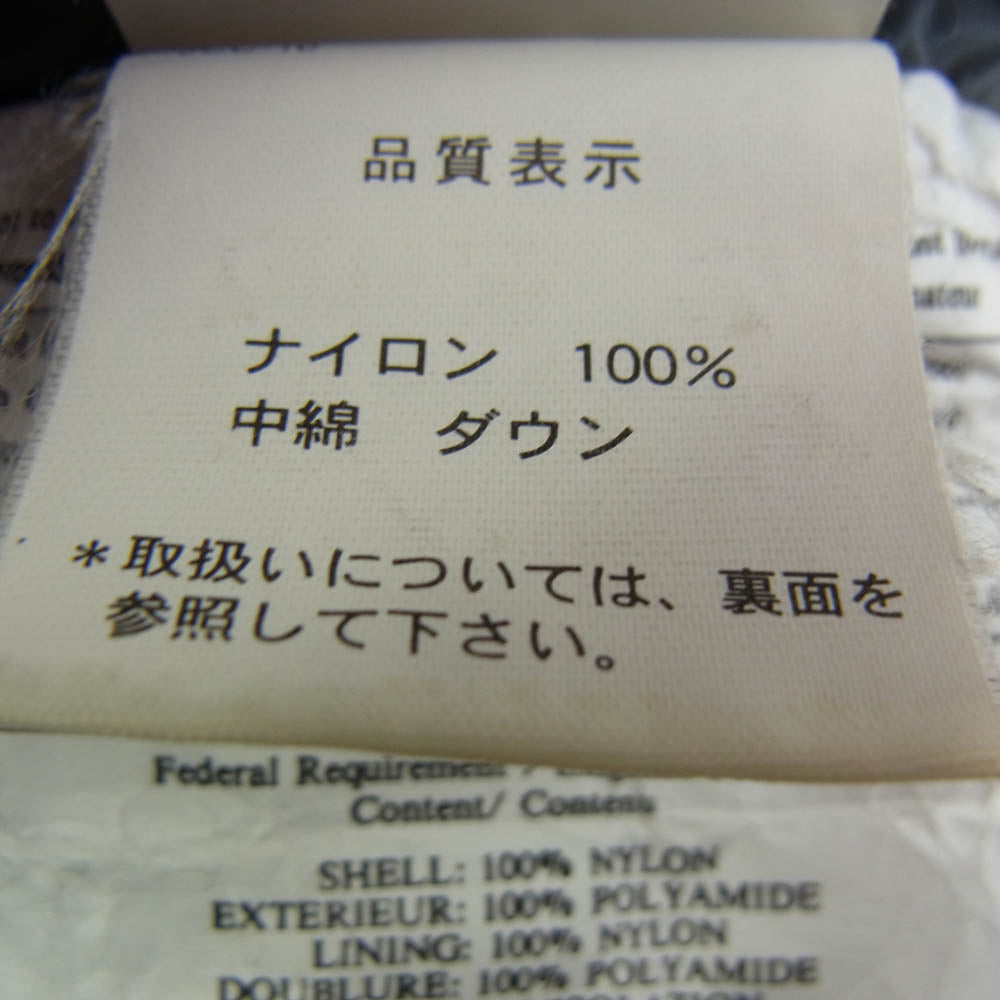 品質表示
ナイロン 100%
中綿 ダウン
*取扱いについては、裏面を
参照して下さい。
Federal Requirement /
Content/ Contenu
SHELL: 100% NYLON
EXTERIEUR: 100% POLYAMIDE
LINING: 100% NYLON
DOUBLURE: 100% POLYAMIDE